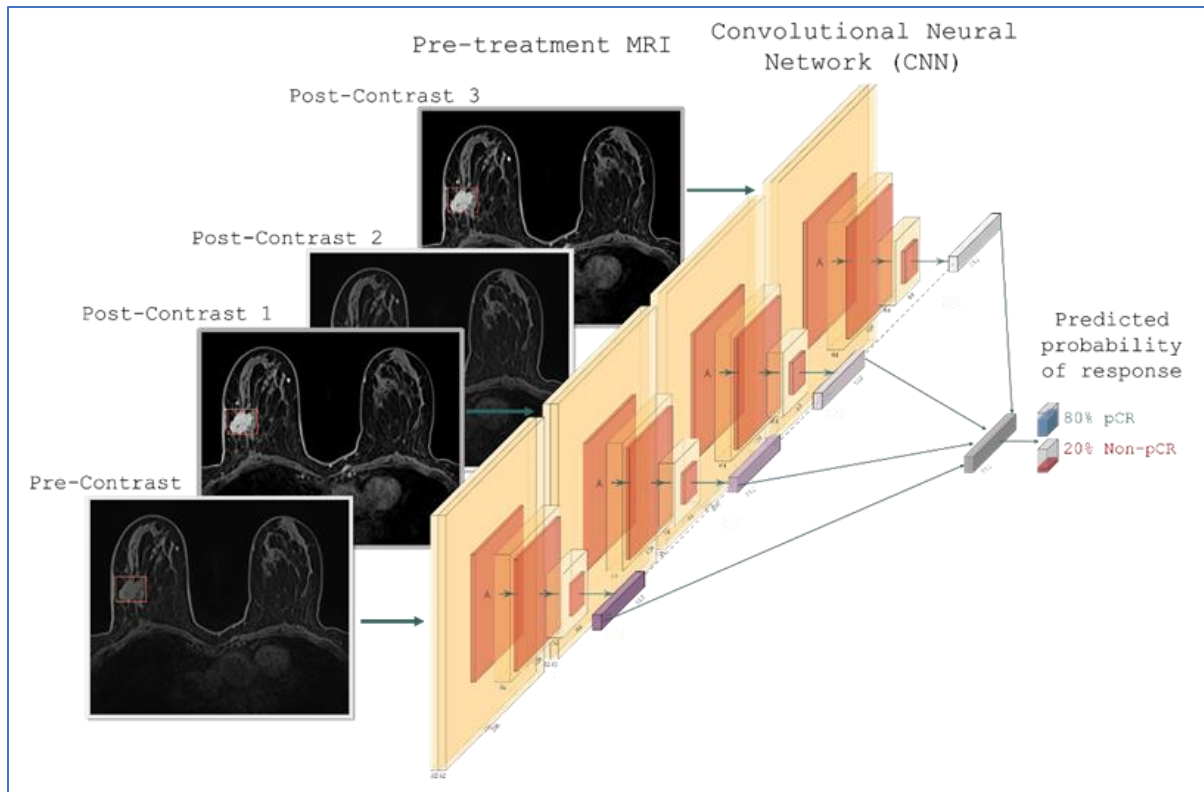 Pre-treatment MRI
Convolutional Neural
Network (CNN)
Post-Contrast 3
Post-Contrast 2
Post-Contrast 1
Pre-Contrast
A
A
A
A
Predicted
probability
of response
80% pCR
20% Non-pCR